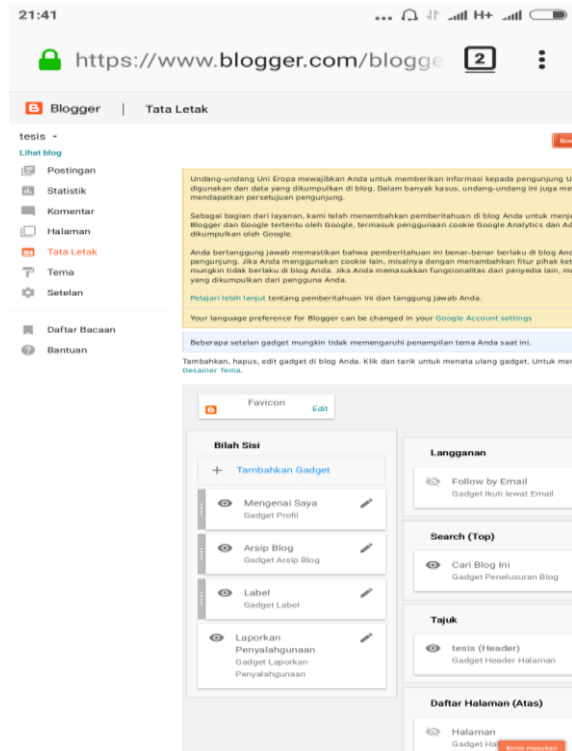 21:41
... H+
https://www.blogger.com/blogge
2
Blogger | Tata Letak
tesis
Lihat blog
Postingan
Statistik
Komentar
Halaman
Tata Letak
Tema
Setelan
Daftar Bacaan
Bantuan
Undang-undang Uni Eropa mewajibkan Anda untuk memberikan informasi kepada pengunjung U
digunakan dan data yang dikumpulkan di blog. Dalam banyak kasus, undang-undang ini juga me
mendapatkan persetujuan pengunjung.
Sebagai bagian dari layanan, kami telah menambahkan pemberitahuan di blog Anda untuk menje
Blogger dan Google tertentu oleh Google, termasuk penggunaan cookie Google Analytics dan Ad
dikumpulkan oleh Google.
Anda bertanggung jawab memastikan bahwa pemberitahuan ini benar-benar berlaku di blog And
pengunjung. Jika Anda menggunakan cookie lain, misalnya dengan menambahkan fitur pihak ket
mungkin tidak berlaku di blog Anda. Jika Anda memasukkan fungsionalitas dari penyedia lain, mu
yang dikumpulkan dari pengguna Anda.
Pelajari lebih lanjut tentang pemberitahuan ini dan tanggung jawab Anda.
Your language preference for Blogger can be changed in your Google Account settings
Beberapa setelan gadget mungkin tidak memengaruhi penampilan tema Anda saat ini.
Tambahkan, hapus, edit gadget di blog Anda. Klik dan tarik untuk menata ulang gadget. Untuk mer
Desainer Tema.
Favicon
Edit
Bilah Sisi
+ Tambahkan Gadget
Mengenai Saya
Gadget Profil
Arsip Blog
Gadget Arsip Blog
Label
Gadget Label
Laporkan
Penyalahgunaan
Gadget Laporkan
Penyalahgunaan
Langganan
Follow by Email
Gadget Ikuti lewat Email
Search (Top)
Cari Blog Ini
Gadget Penelusuran Blog
Tajuk
tesis (Header)
Gadget Header Halaman
Daftar Halaman (Atas)
Halaman
Gadget Ha
Kirim masukan